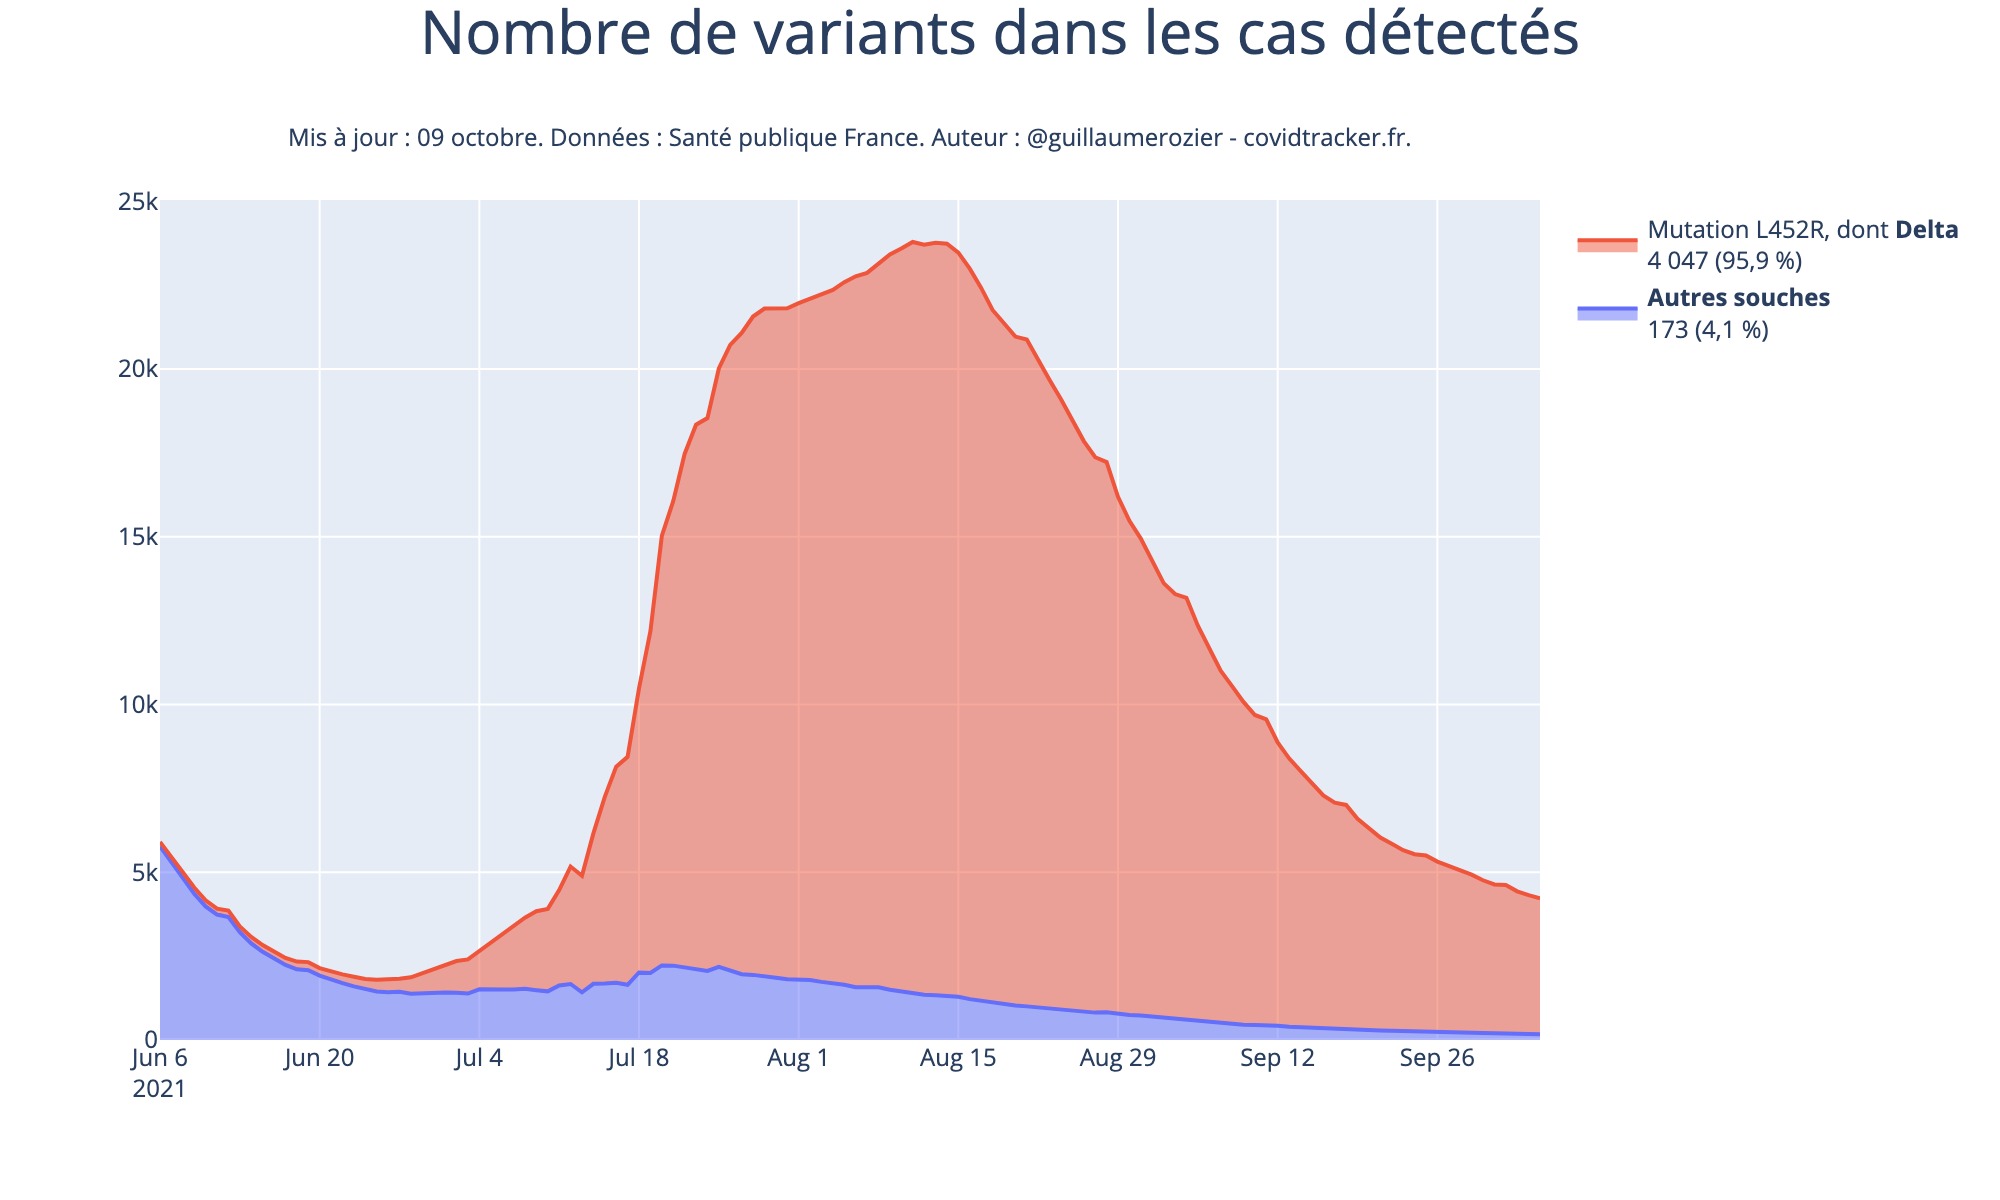 Nombre de variants dans les cas détectés
Mis à jour : 09 octobre. Données : Santé publique France. Auteur : @guillaumerozier - covidtracker.fr.
25k
20k
15k
10k
5k
0
Jun 6
2021
Jun 20
Jul 4
Jul 18
Aug 1
Aug 15
Aug 29
Sep 12
Sep 26
Mutation L452R, dont Delta
4 047 (95,9 %)
Autres souches
173 (4,1 %)